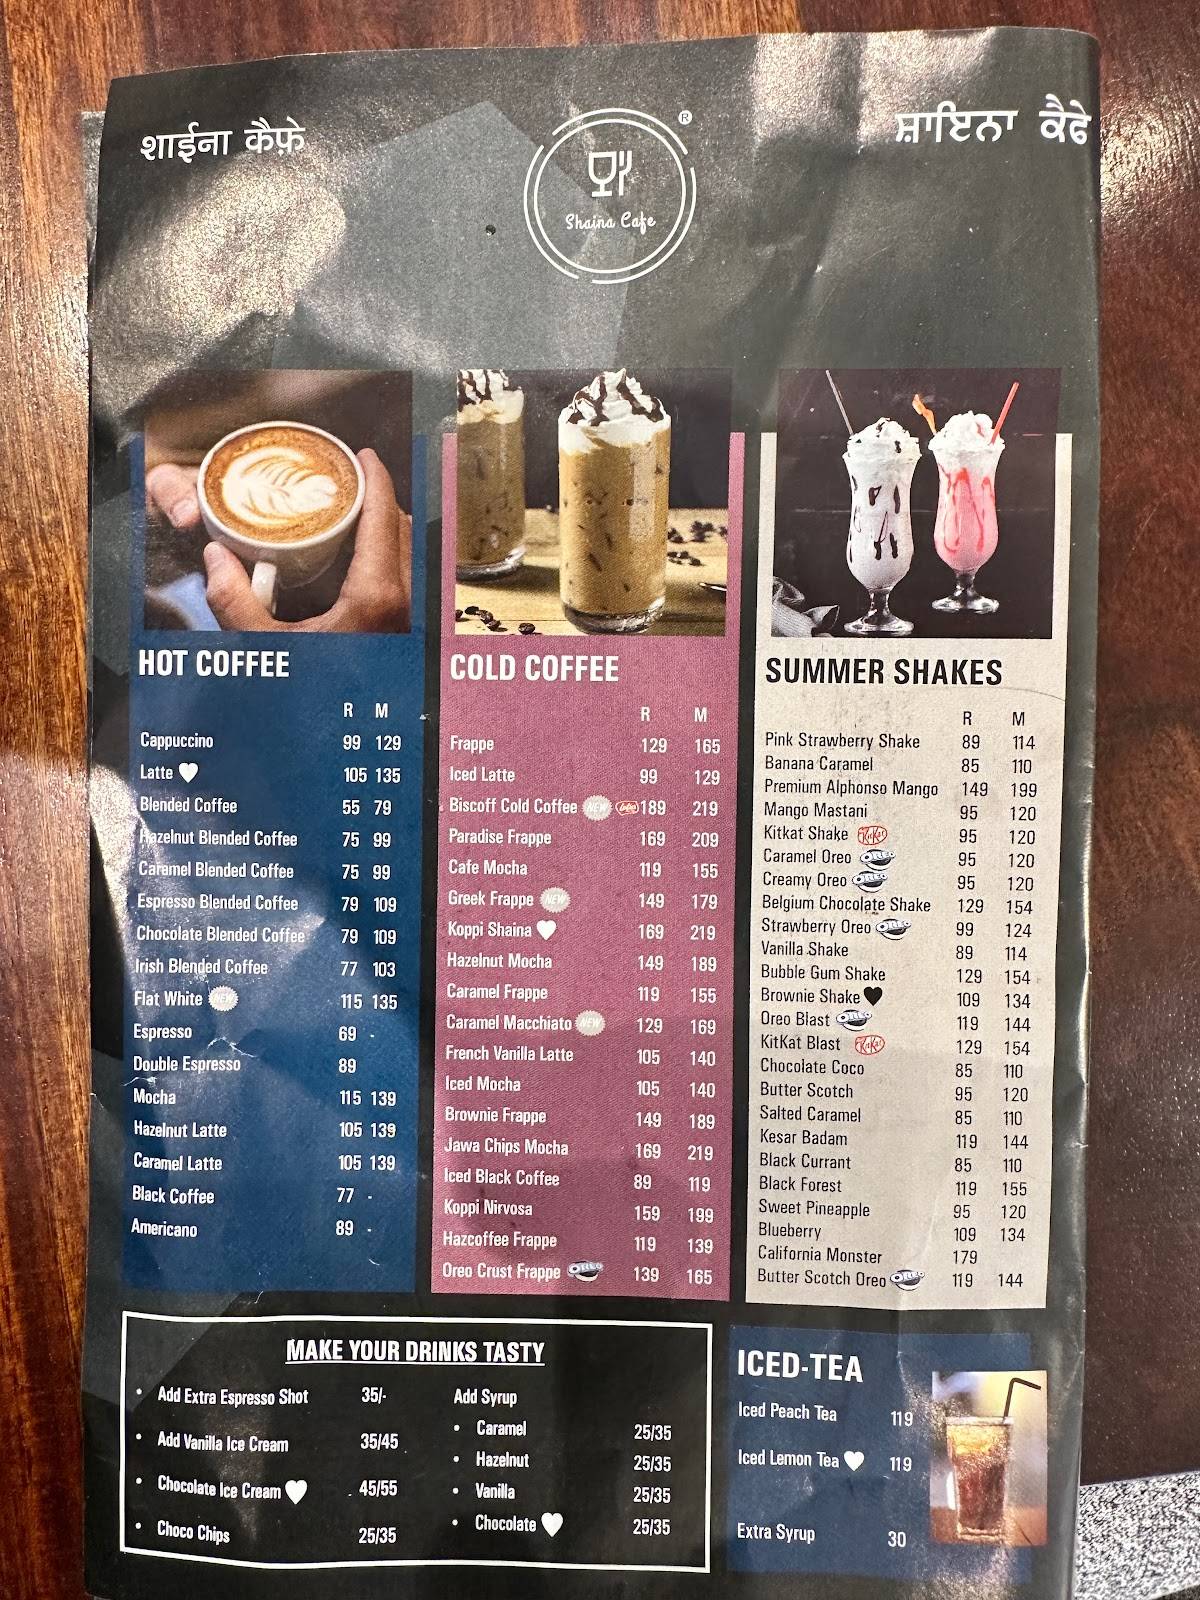 शाईना कैफ़े
®
ਸ਼ਾਇਨਾ ਕੈਫੇ
Shaina Cafe
HOT COFFEE
R M
Cappuccino 99 129
Latte 105 135
Blended Coffee 55 79
Hazelnut Blended Coffee 75 99
Caramel Blended Coffee 75 99
Espresso Blended Coffee 79 109
Chocolate Blended Coffee 79 109
Irish Blended Coffee 77 103
Flat White NEW 115 135
Espresso 69 -
Double Espresso 89
Mocha 115 139
Hazelnut Latte 105 139
Caramel Latte 105 139
Black Coffee 77 -
Americano 89 -
COLD COFFEE
R M
Frappe 129 165
Iced Latte 99 129
Biscoff Cold Coffee NEW 189 219
Paradise Frappe 169 209
Cafe Mocha 119 155
Greek Frappe NEW 149 179
Koppi Shaina 169 219
Hazelnut Mocha 149 189
Caramel Frappe 119 155
Caramel Macchiato NEW 129 169
French Vanilla Latte 105 140
Iced Mocha 105 140
Brownie Frappe 149 189
Jawa Chips Mocha 169 219
Iced Black Coffee 89 119
Koppi Nirvosa 159 199
Hazcoffee Frappe 119 139
Oreo Crust Frappe OREO 139 165
SUMMER SHAKES
R M
Pink Strawberry Shake 89 114
Banana Caramel 85 110
Premium Alphonso Mango 149 199
Mango Mastani 95 120
Kitkat Shake KitKat 95 120
Caramel Oreo OREO 95 120
Creamy Oreo OREO 95 120
Belgium Chocolate Shake 129 154
Strawberry Oreo OREO 99 124
Vanilla Shake 89 114
Bubble Gum Shake 129 154
Brownie Shake 109 134
Oreo Blast OREO 119 144
KitKat Blast KitKat 129 154
Chocolate Coco 85 110
Butter Scotch 95 120
Salted Caramel 85 110
Kesar Badam 119 144
Black Currant 85 110
Black Forest 119 155
Sweet Pineapple 95 120
Blueberry 109 134
California Monster 179
Butter Scotch Oreo OREO 119 144
MAKE YOUR DRINKS TASTY
• Add Extra Espresso Shot 35/-
• Add Vanilla Ice Cream 35/45
• Chocolate Ice Cream 45/55
• Choco Chips 25/35
Add Syrup
• Caramel 25/35
• Hazelnut 25/35
• Vanilla 25/35
• Chocolate 25/35
ICED-TEA
Iced Peach Tea 119
Iced Lemon Tea 119
Extra Syrup 30